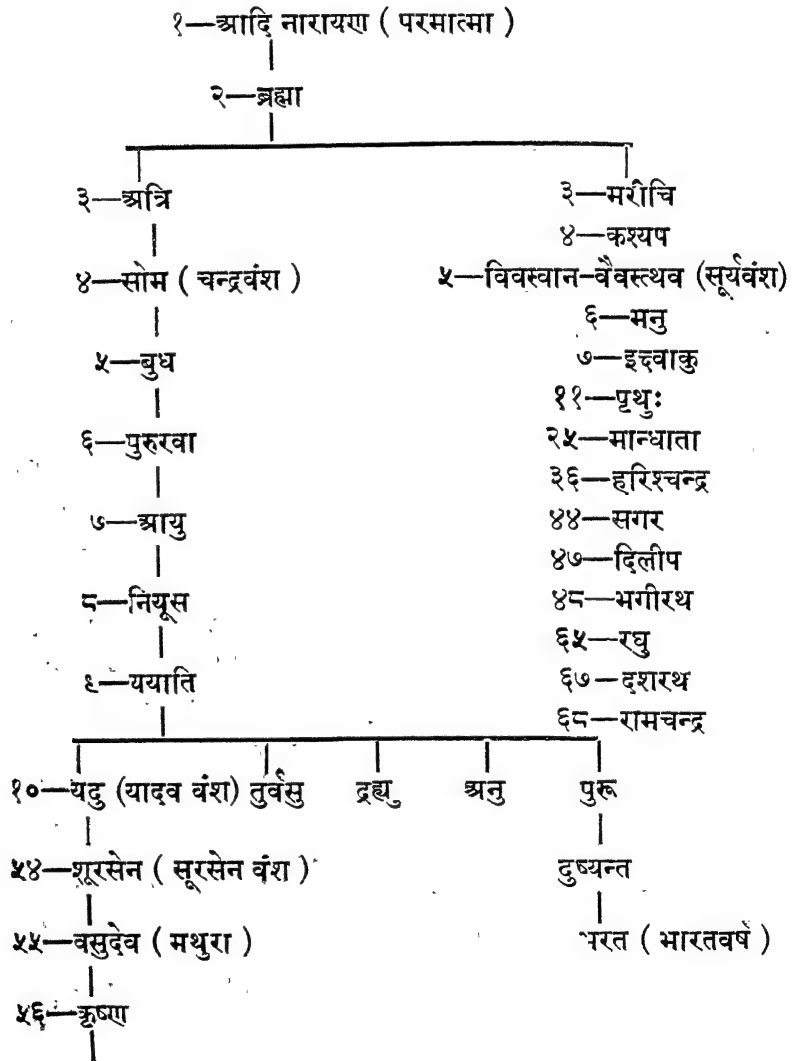 १—आदि नारायण ( परमात्मा )
२—ब्रह्मा
३—अत्रि
३—मरीचि
४—कश्यप
४—सोम ( चन्द्रवंश )
५—विवस्वान-वैवस्त्थव (सूर्यवंश)
६—मनु
५—बुध
७—इक्ष्वाकु
११—पृथुः
६—पुरुरवा
२५—मान्धाता
३६—हरिश्चन्द्र
७—आयु
४४—सगर
४७—दिलीप
८—नियूस
४८—भगीरथ
६५—रघु
९—ययाति
६७—दशरथ
६८—रामचन्द्र
१०—यदु (यादव वंश) तुर्वसु द्रह्यु अनु पुरू
५४—शूरसेन ( सूरसेन वंश )
दुष्यन्त
५५—वसुदेव ( मथुरा )
भरत ( भारतवर्ष )
५६—कृष्ण